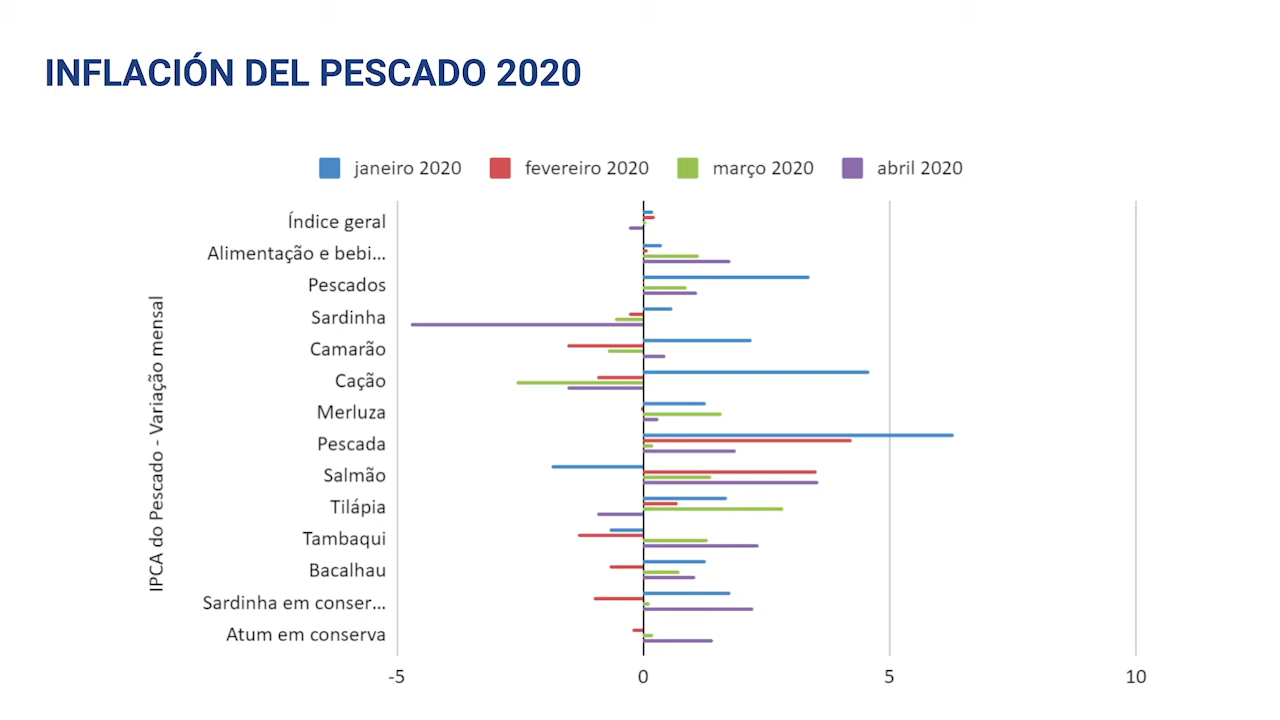 INFLACIÓN DEL PESCADO 2020
janeiro 2020 fevereiro 2020 março 2020 abril 2020
IPCA do Pescado - Variação mensal
Índice geral
Alimentação e bebi...
Pescados
Sardinha
Camarão
Cação
Merluza
Pescada
Salmão
Tilápia
Tambaqui
Bacalhau
Sardinha em conser...
Atum em conserva
-5 0 5 10